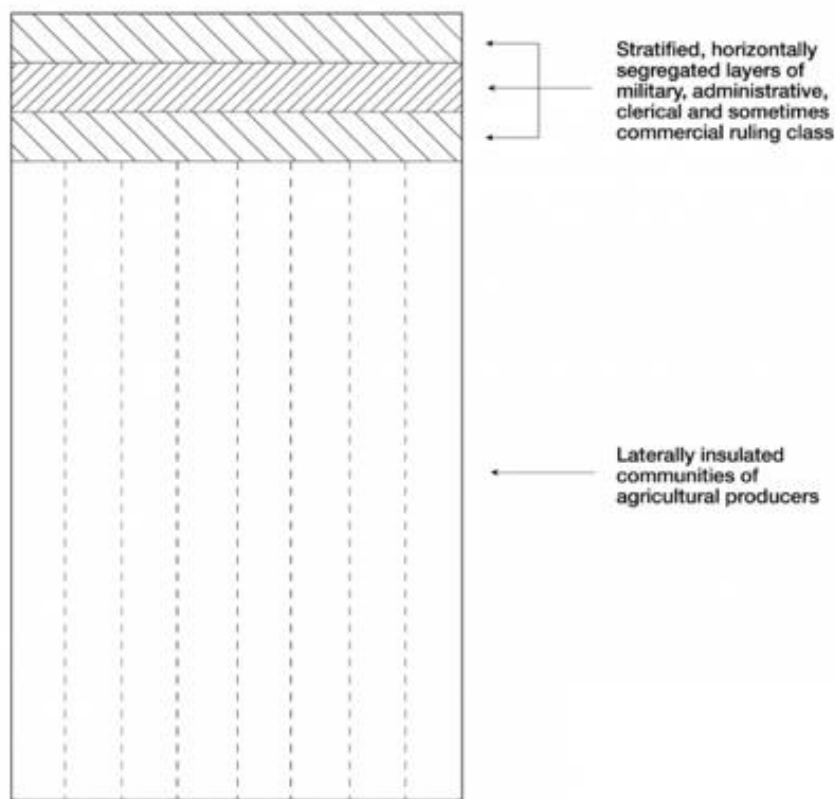 Stratified, horizontally
segregated layers of
military, administrative,
clerical and sometimes
commercial ruling class
Laterally insulated
communities of
agricultural producers